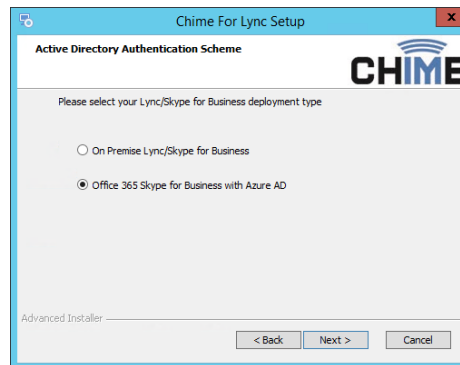 Chime For Lync Setup
x
Active Directory Authentication Scheme
CHIME
Please select your Lync/Skype for Business deployment type
On Premise Lync/Skype for Business
Office 365 Skype for Business with Azure AD
Advanced Installer
< Back Next > Cancel